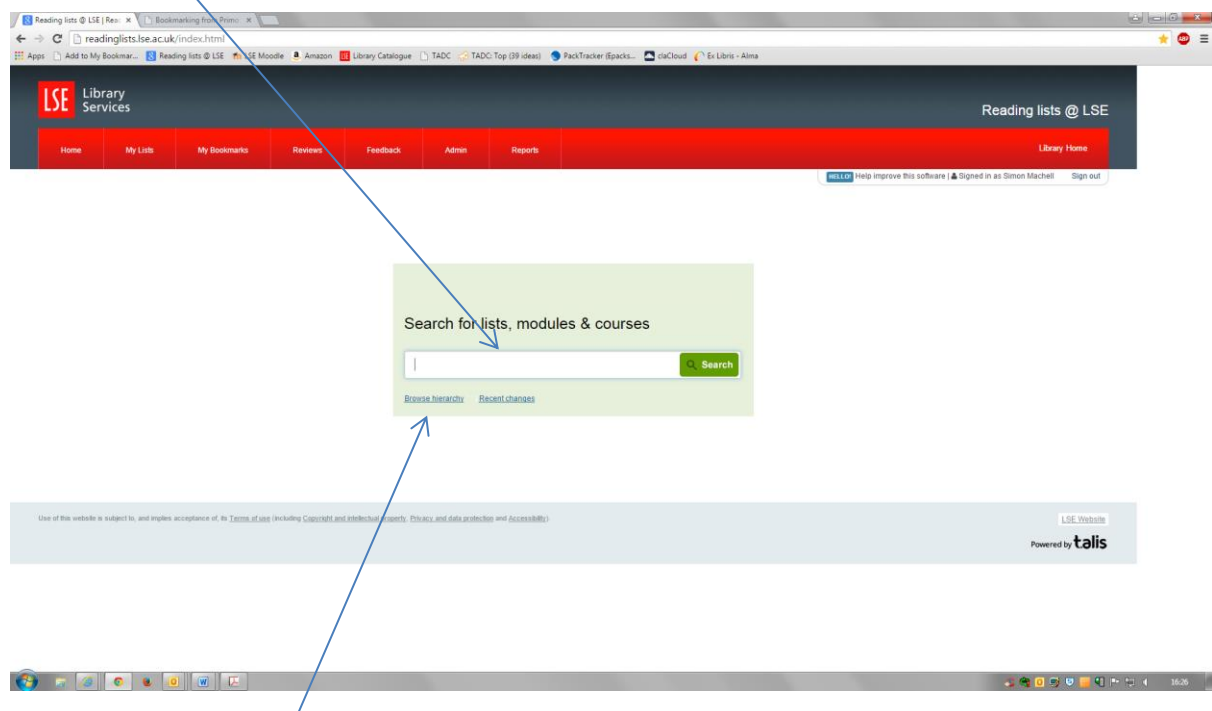 Reading lists @ LSE | Rea: Bookmarking from Primo
readinglists.lse.ac.uk/index.html
Apps Add to My Bookmar... Reading lists @ LSE LSE Moodle Amazon Library Catalogue TADC TADC: Top (39 ideas) PackTracker (Epacks... claCloud Ex Libris - Alma
LSE Library
Services
Reading lists @ LSE
Home My Lists My Bookmarks Reviews Feedback Admin Reports Library Home
HELLO! Help improve this software | Signed in as Simon Machell Sign out
Search for lists, modules & courses
Search
Browse hierarchy Recent changes
Use of this website is subject to, and implies acceptance of, its Terms of use (including Copyright and intellectual property, Privacy and data protection and Accessibility)
LSE Website
Powered by talis
16:26